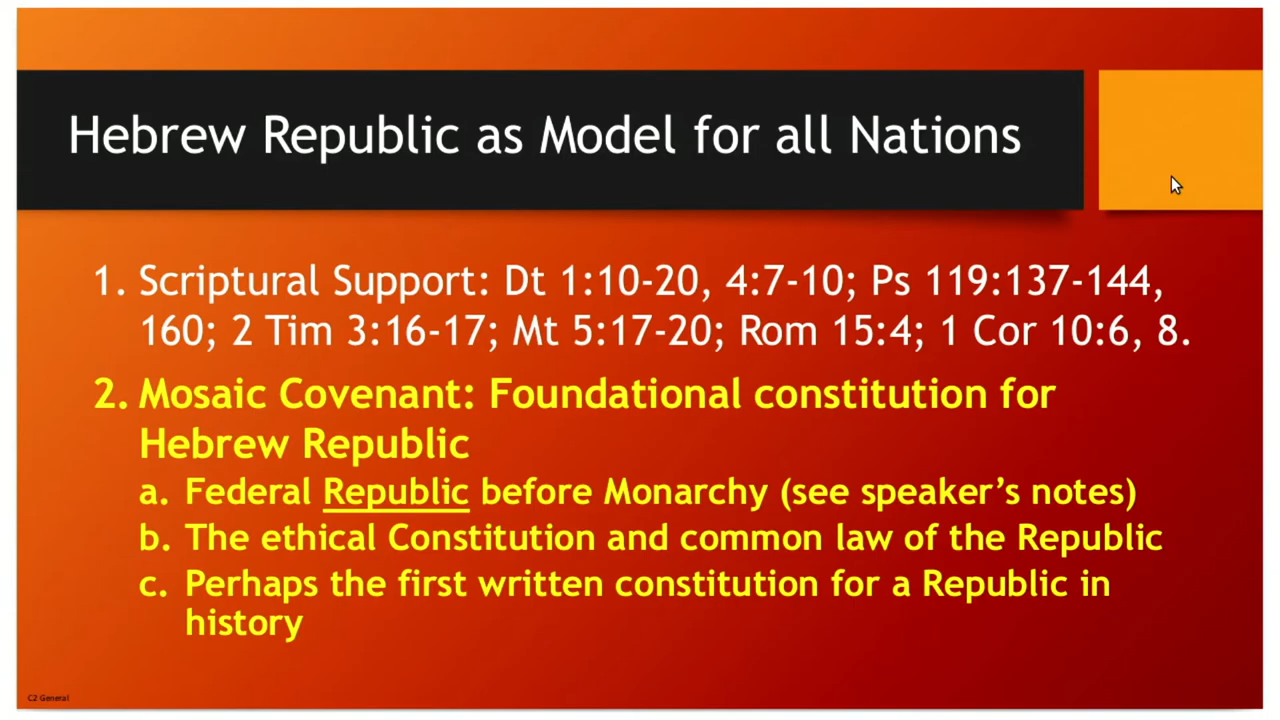 Hebrew Republic as Model for all Nations
1. Scriptural Support: Dt 1:10-20, 4:7-10; Ps 119:137-144,
160; 2 Tim 3:16-17; Mt 5:17-20; Rom 15:4; 1 Cor 10:6, 8.
2. Mosaic Covenant: Foundational constitution for
Hebrew Republic
a. Federal Republic before Monarchy (see speaker’s notes)
b. The ethical Constitution and common law of the Republic
c. Perhaps the first written constitution for a Republic in
history
C2 General